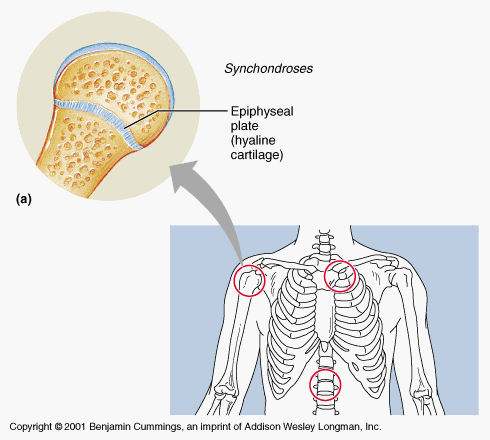 Synchondroses
Epiphyseal
plate
(hyaline
cartilage)
(a)
Copyright © 2001 Benjamin Cummings, an imprint of Addison Wesley Longman, Inc.